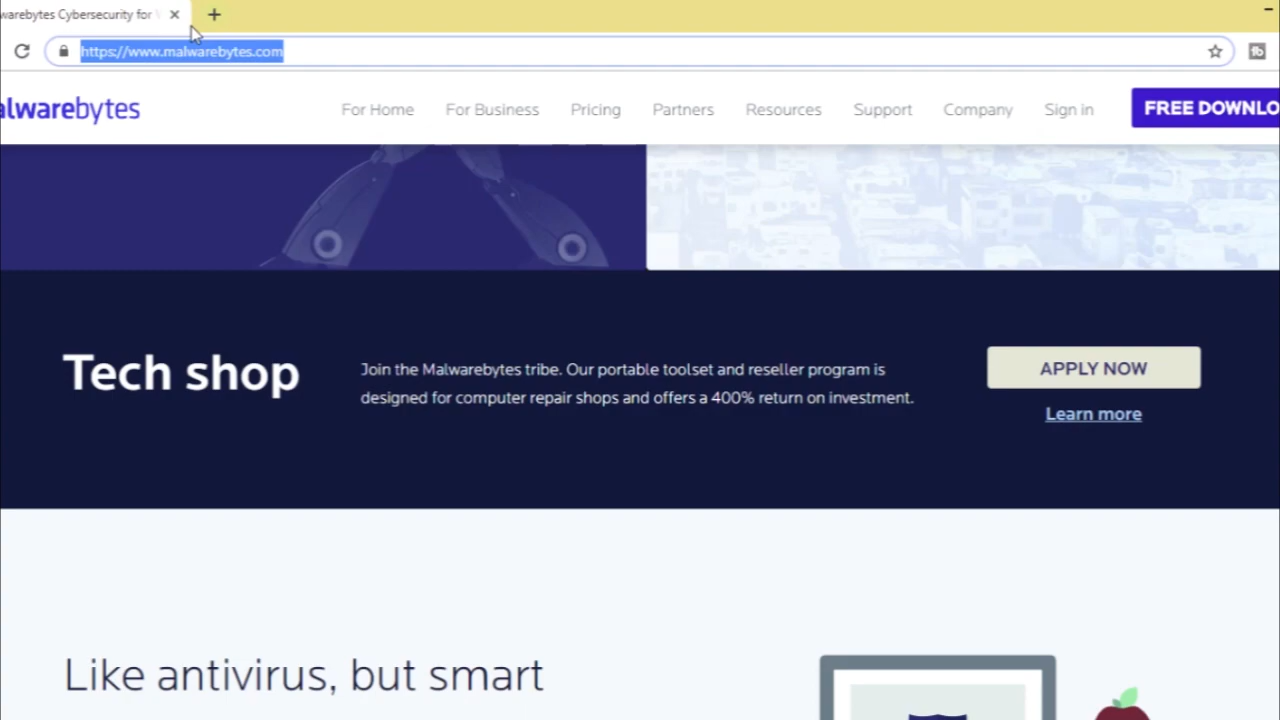 warebytes Cybersecurity for
https://www.malwarebytes.com
alwarebytes
For Home
For Business
Pricing
Partners
Resources
Support
Company
Sign in
FREE DOWNLO
Tech shop
Join the Malwarebytes tribe. Our portable toolset and reseller program is
designed for computer repair shops and offers a 400% return on investment.
APPLY NOW
Learn more
Like antivirus, but smart